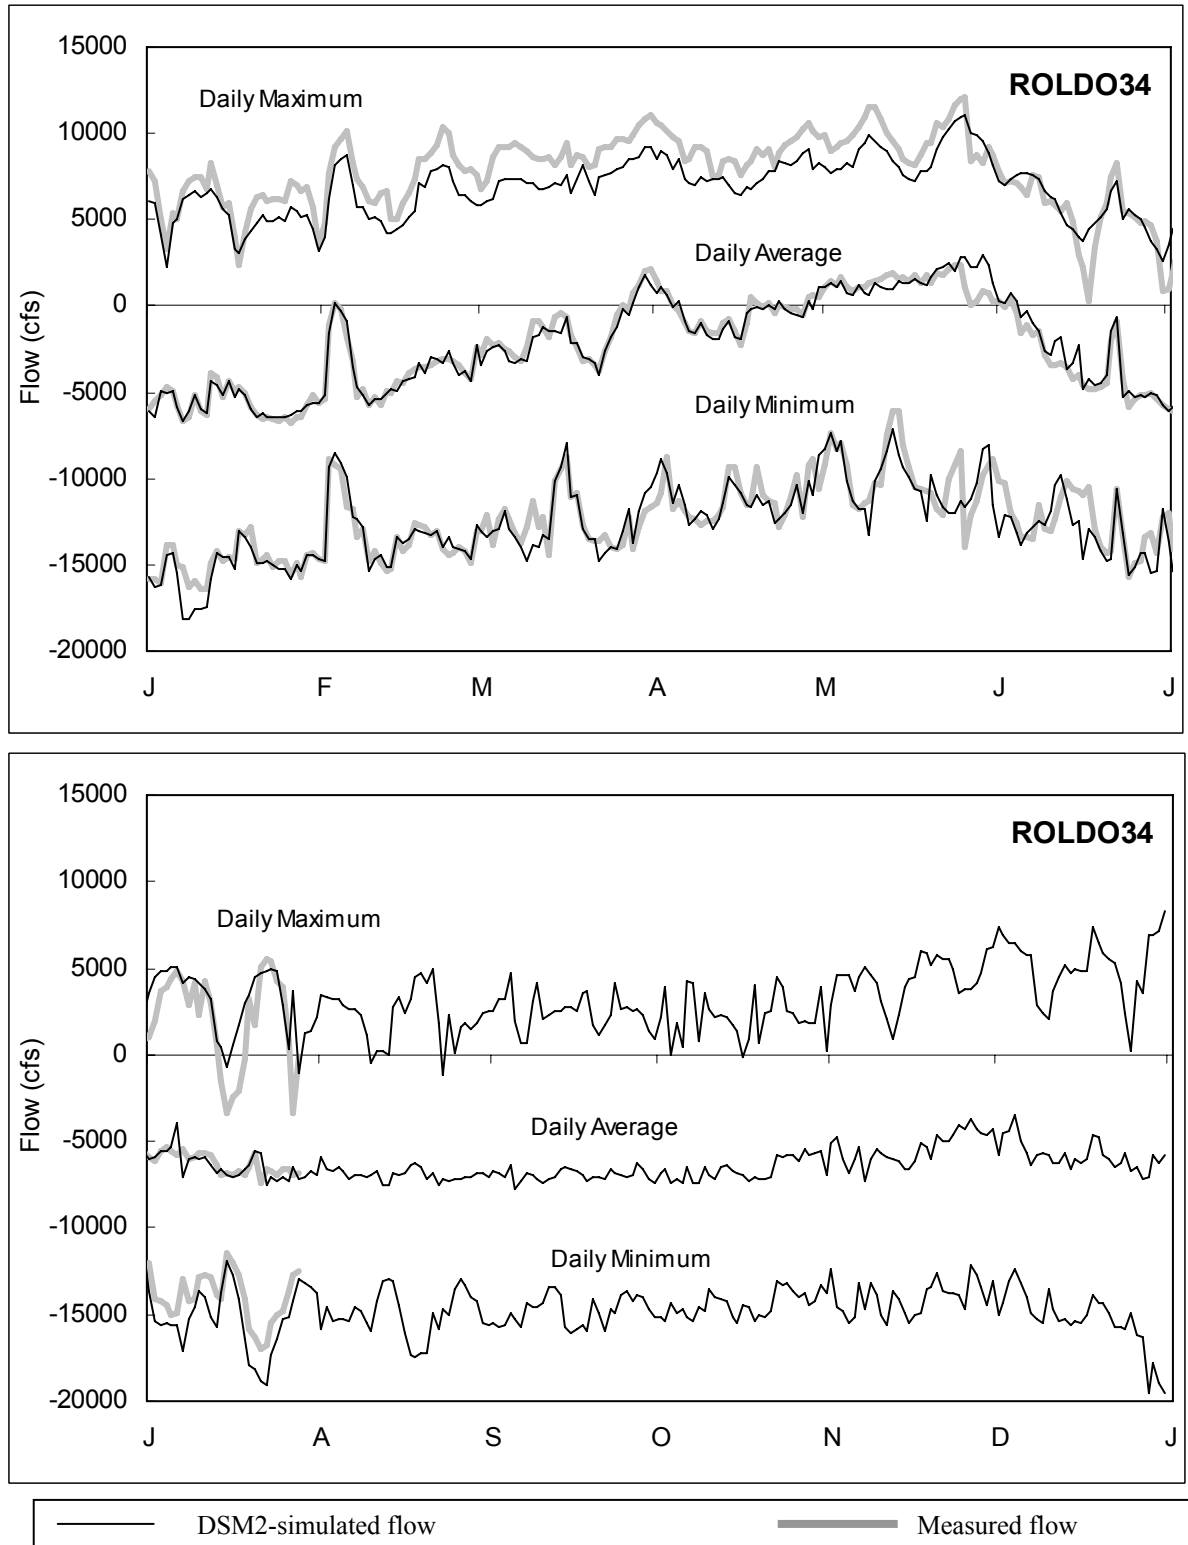 15000
ROLDO34
Daily Maximum
10000
5000
Daily Average
0
Flow (cfs)
-5000
Daily Minimum
-10000
-15000
-20000
J F M A M J J
15000
ROLDO34
10000
Daily Maximum
5000
0
Flow (cfs)
Daily Average
-5000
-10000
Daily Minimum
-15000
-20000
J A S O N D J
DSM2-simulated flow Measured flow